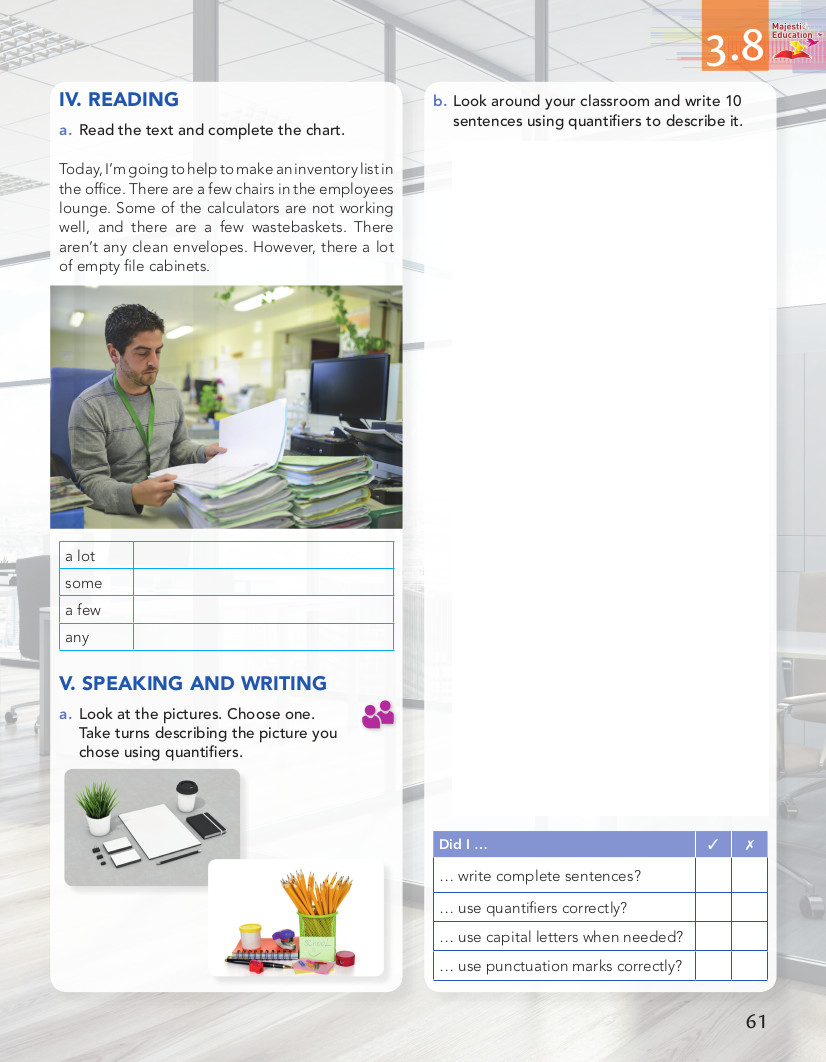 3.8
Majestic
Education
IV. READING
a. Read the text and complete the chart.
Today, I'm going to help to make an inventory list in
the office. There are a few chairs in the employees
lounge. Some of the calculators are not working
well, and there are a few wastebaskets. There
aren't any clean envelopes. However, there a lot
of empty file cabinets.
a lot
some
a few
any
V. SPEAKING AND WRITING
a. Look at the pictures. Choose one.
Take turns describing the picture you
chose using quantifiers.
SCHOOL
b. Look around your classroom and write 10
sentences using quantifiers to describe it.
Did I ... ✓ ✗
... write complete sentences?
... use quantifiers correctly?
... use capital letters when needed?
... use punctuation marks correctly?
61